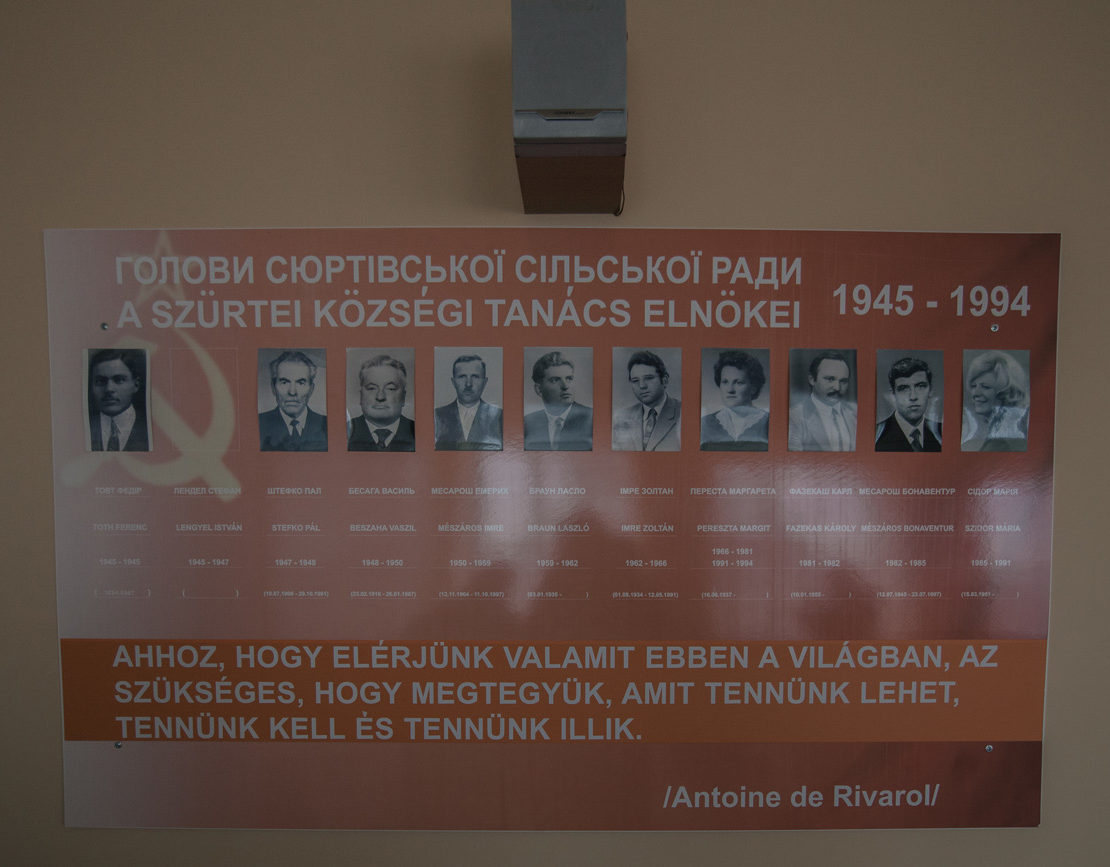 ГОЛОВИ СЮРТІВСЬКОЇ СІЛЬСЬКОЇ РАДИ
A SZÜRTEI KÖZSÉGI TANÁCS ELNÖKEI
1945 - 1994
ТОВТ ФЕДІР ЛЕНДЕЛ СТЕФАН ШТЕФКО ПАЛ БЕСАГА ВАСИЛЬ МЕСАРОШ ЕМЕРИХ БРАУН ЛАСЛО ІМРЕ ЗОЛТАН ПЕРЕСТА МАРГАРЕТА ФАЗЕКАШ КАРЛ МЕСАРОШ БОНАВЕНТУР СІДОР МАРІЯ
TOTH FERENC LENGYEL ISTVÁN STEFKO PÁL BESZAHA VASZIL MÉSZÁROS IMRE BRAUN LÁSZLÓ IMRE ZOLTÁN PERESZTA MARGIT FAZEKAS KÁROLY MÉSZÁROS BONAVENTUR SZIDOR MÁRIA
1966 - 1981
1945 - 1945 1945 - 1947 1947 - 1948 1948 - 1950 1950 - 1959 1959 - 1962 1962 - 1966 1991 - 1994 1981 - 1982 1982 - 1985 1985 - 1991
AHHOZ, HOGY ELÉRJÜNK VALAMIT EBBEN A VILÁGBAN, AZ
SZÜKSÉGES, HOGY MEGTEGYÜK, AMIT TENNÜNK LEHET,
TENNÜNK KELL ÉS TENNÜNK ILLIK.
/Antoine de Rivarol/